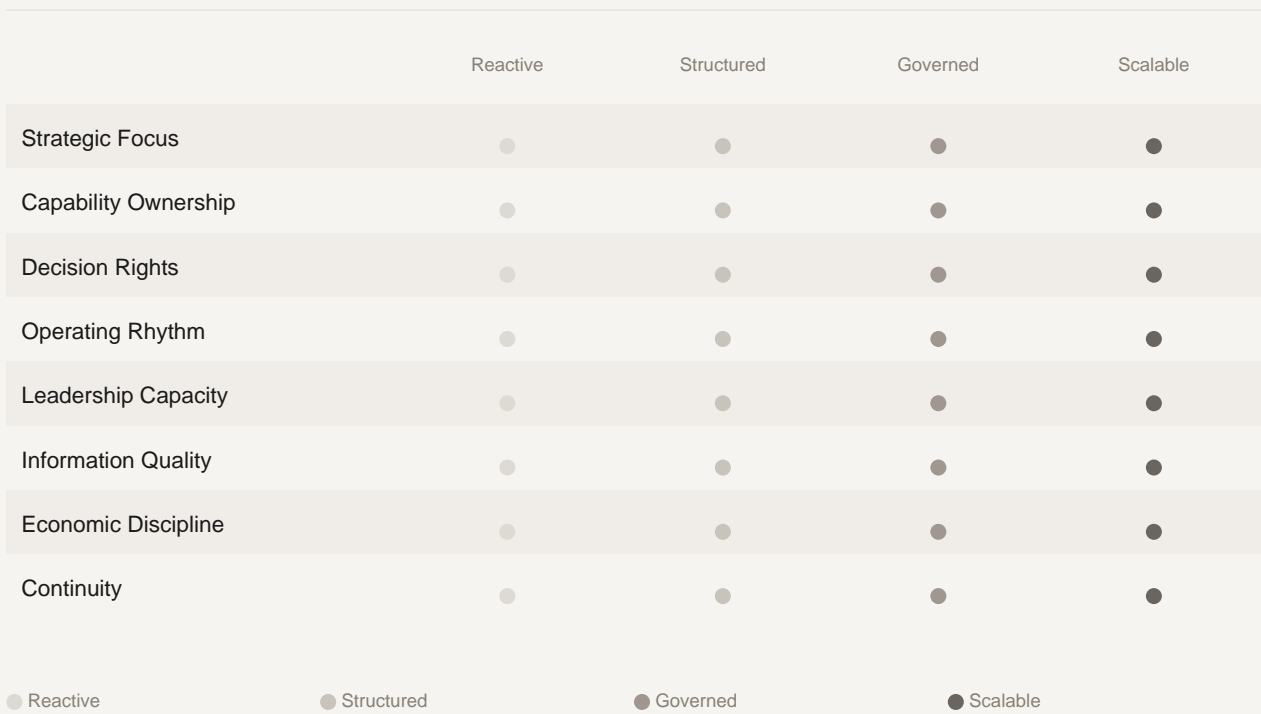 Reactive Structured Governed Scalable
Strategic Focus
Capability Ownership
Decision Rights
Operating Rhythm
Leadership Capacity
Information Quality
Economic Discipline
Continuity
Reactive Structured Governed Scalable